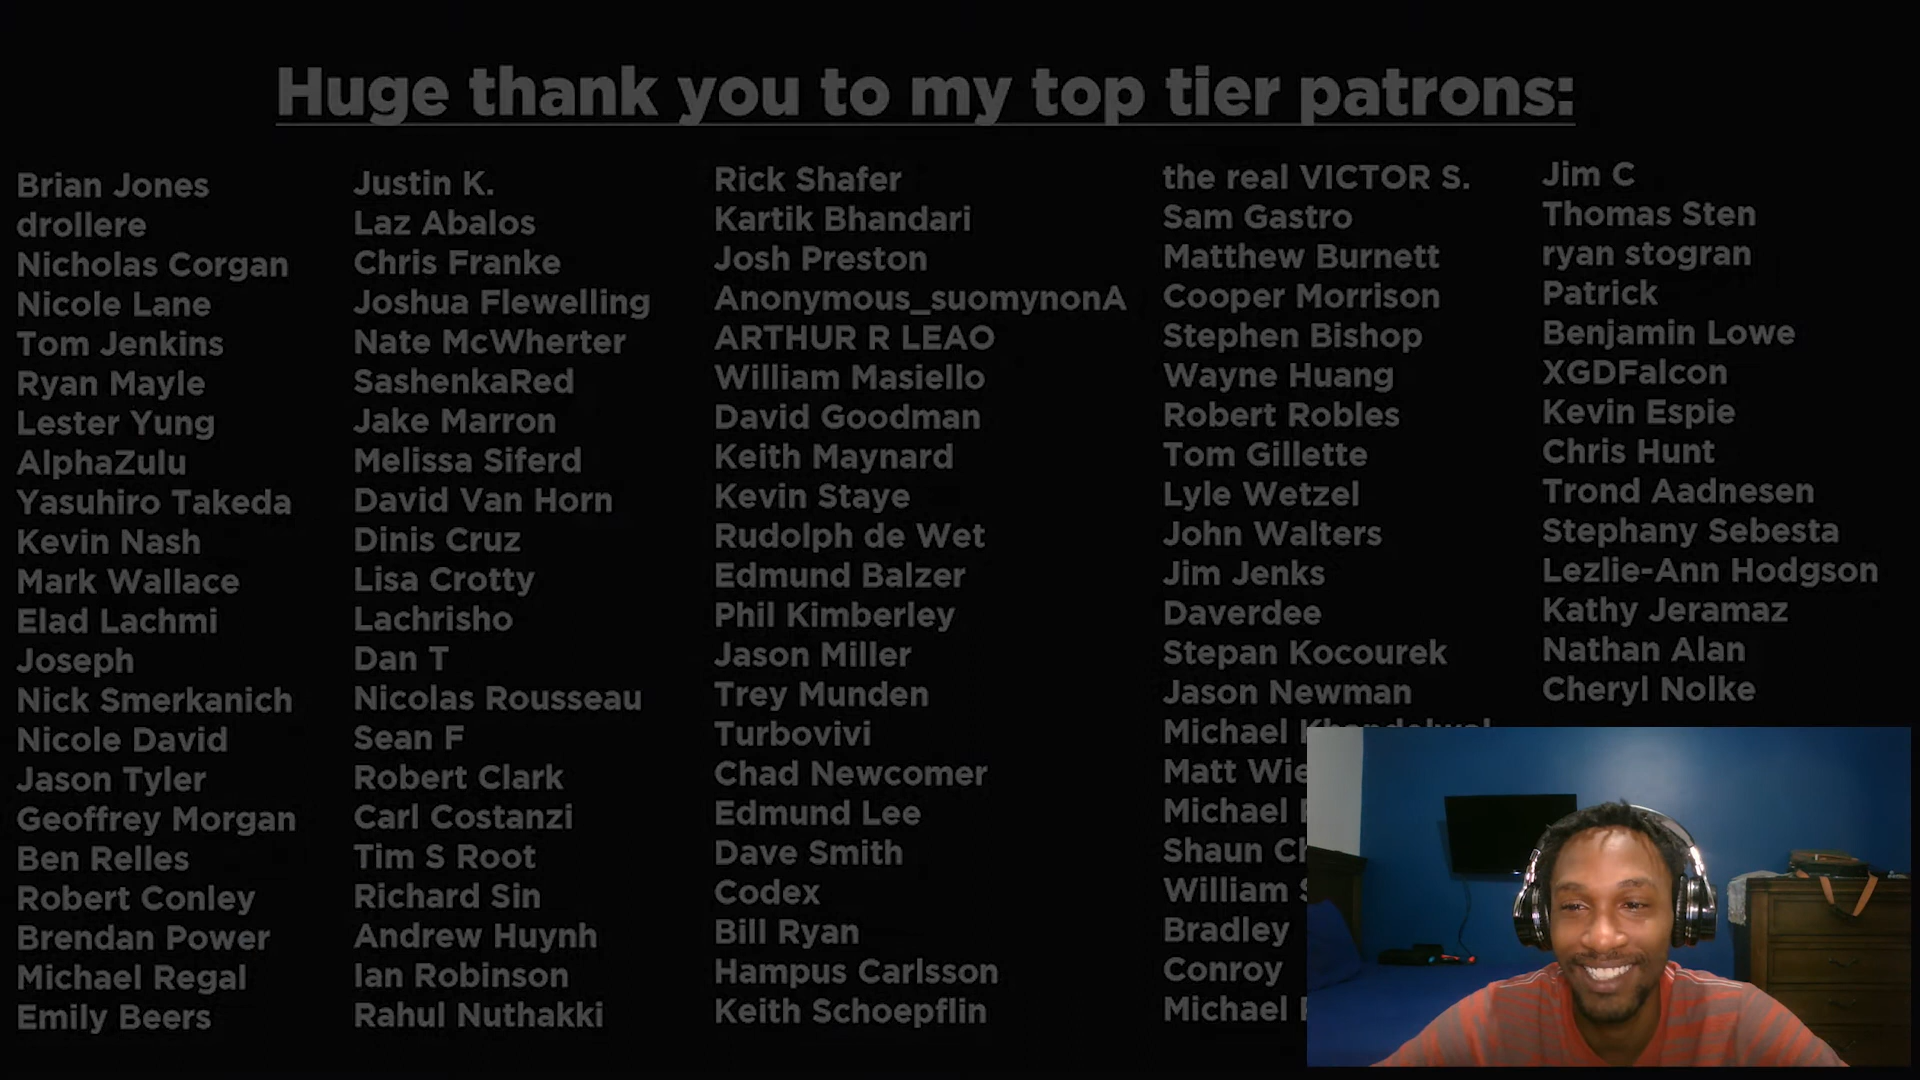 Huge thank you to my top tier patrons:
Brian Jones
drollere
Nicholas Corgan
Nicole Lane
Tom Jenkins
Ryan Mayle
Lester Yung
AlphaZulu
Yasuhiro Takeda
Kevin Nash
Mark Wallace
Elad Lachmi
Joseph
Nick Smerkanich
Nicole David
Jason Tyler
Geoffrey Morgan
Ben Relles
Robert Conley
Brendan Power
Michael Regal
Emily Beers
Justin K.
Laz Abalos
Chris Franke
Joshua Flewelling
Nate McWherter
SashenkaRed
Jake Marron
Melissa Siferd
David Van Horn
Dinis Cruz
Lisa Crotty
Lachrisho
Dan T
Nicolas Rousseau
Sean F
Robert Clark
Carl Costanzi
Tim S Root
Richard Sin
Andrew Huynh
Ian Robinson
Rahul Nuthakki
Rick Shafer
Kartik Bhandari
Josh Preston
Anonymous_suomynonA
ARTHUR R LEAO
William Masiello
David Goodman
Keith Maynard
Kevin Staye
Rudolph de Wet
Edmund Balzer
Phil Kimberley
Jason Miller
Trey Munden
Turbovivi
Chad Newcomer
Edmund Lee
Dave Smith
Codex
Bill Ryan
Hampus Carlsson
Keith Schoepflin
the real VICTOR S.
Sam Gastro
Matthew Burnett
Cooper Morrison
Stephen Bishop
Wayne Huang
Robert Robles
Tom Gillette
Lyle Wetzel
John Walters
Jim Jenks
Daverdee
Stepan Kocourek
Jason Newman
Michael
Matt
Michael
Shaun
William
Bradley
Conroy
Michael
Jim C
Thomas Sten
ryan stogran
Patrick
Benjamin Lowe
XGDFalcon
Kevin Espie
Chris Hunt
Trond Aadnesen
Stephany Sebesta
Lezlie-Ann Hodgson
Kathy Jeramaz
Nathan Alan
Cheryl Nolke